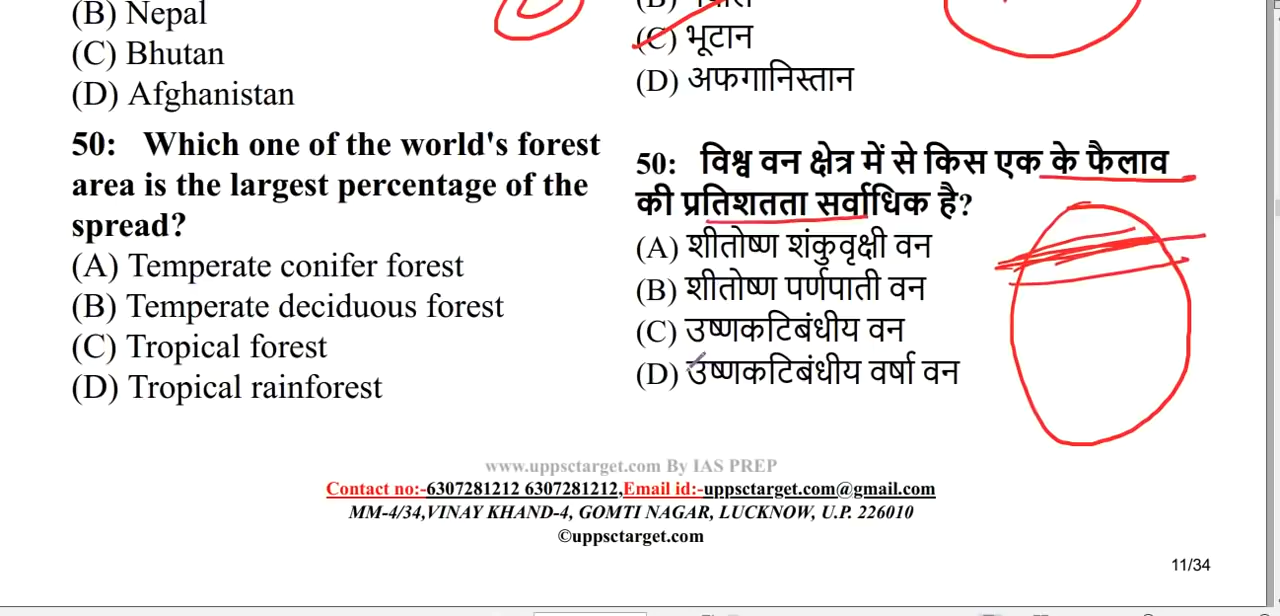 (B) Nepal
(C) Bhutan
(D) Afghanistan
50: Which one of the world's forest
area is the largest percentage of the
spread?
(A) Temperate conifer forest
(B) Temperate deciduous forest
(C) Tropical forest
(D) Tropical rainforest
(B)
(C) भूटान
(D) अफगानिस्तान
50: विश्व वन क्षेत्र में से किस एक के फैलाव
की प्रतिशतता सर्वाधिक है?
(A) शीतोष्ण शंकुवृक्षी वन
(B) शीतोष्ण पर्णपाती वन
(C) उष्णकटिबंधीय वन
(D) उष्णकटिबंधीय वर्षा वन
www.uppsctarget.com By IAS PREP
Contact no:-6307281212 6307281212,Email id:-uppsctarget.com@gmail.com
MM-4/34,VINAY KHAND-4, GOMTI NAGAR, LUCKNOW, U.P. 226010
©uppsctarget.com
11/34